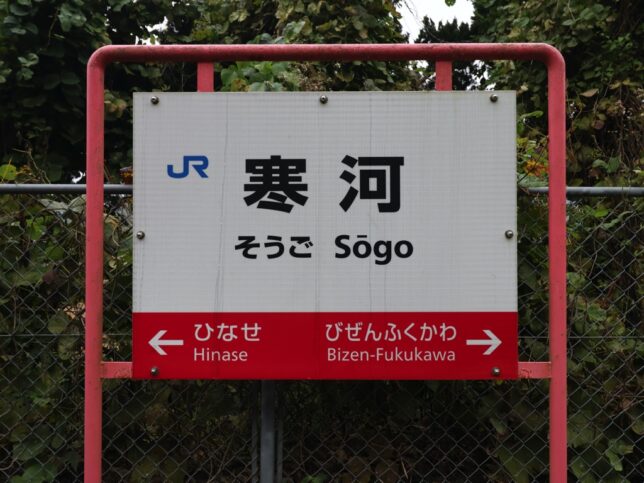 JR 寒河
そうご Sōgo
← ひなせ びぜんふくかわ →
Hinase Bizen-Fukukawa